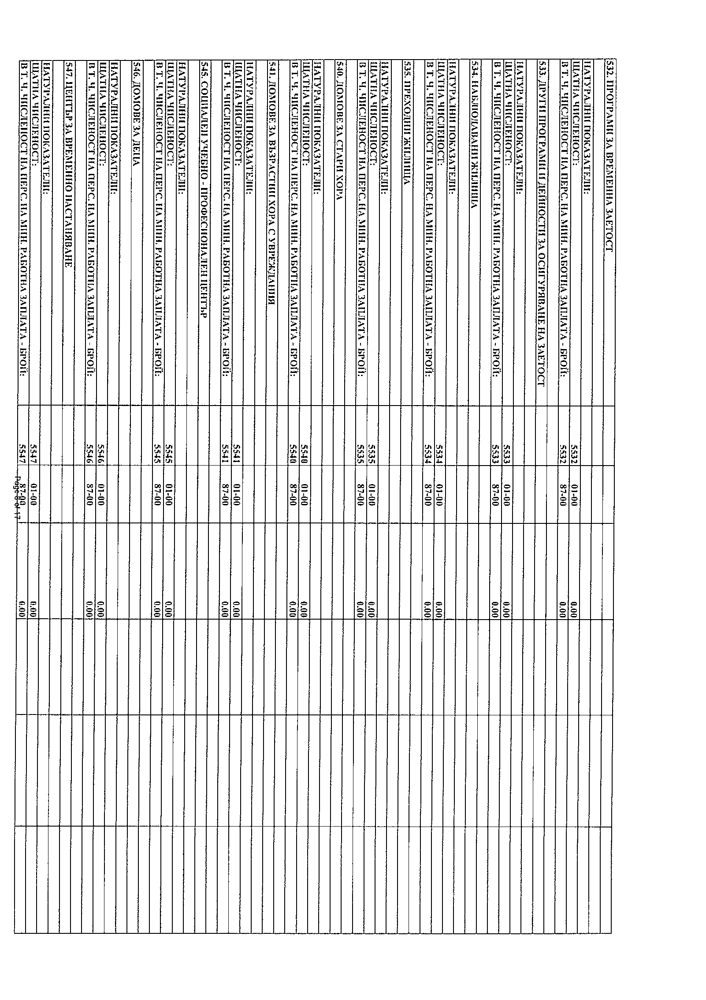 532. ПРОГРАМИ ЗА ВРЕМЕННА ЗАЕТОСТ
НАТУРАЛНИ ПОКАЗАТЕЛИ:
ЩАТНА ЧИСЛЕНОСТ: 5532 01-00 0.00
В Т. Ч. ЧИСЛЕНОСТ НА ПЕРС. НА МИН. РАБОТНА ЗАПЛАТА - БРОЙ: 5532 87-00 0.00
533. ДРУГИ ПРОГРАМИ И ДЕЙНОСТИ ЗА ОСИГУРЯВАНЕ НА ЗАЕТОСТ
НАТУРАЛНИ ПОКАЗАТЕЛИ:
ЩАТНА ЧИСЛЕНОСТ: 5533 01-00 0.00
В Т. Ч. ЧИСЛЕНОСТ НА ПЕРС. НА МИН. РАБОТНА ЗАПЛАТА - БРОЙ: 5533 87-00 0.00
534. НАБЛЮДАВАНИ ЖИЛИЩА
НАТУРАЛНИ ПОКАЗАТЕЛИ:
ЩАТНА ЧИСЛЕНОСТ: 5534 01-00 0.00
В Т. Ч. ЧИСЛЕНОСТ НА ПЕРС. НА МИН. РАБОТНА ЗАПЛАТА - БРОЙ: 5534 87-00 0.00
535. ПРЕХОДНИ ЖИЛИЩА
НАТУРАЛНИ ПОКАЗАТЕЛИ:
ЩАТНА ЧИСЛЕНОСТ: 5535 01-00 0.00
В Т. Ч. ЧИСЛЕНОСТ НА ПЕРС. НА МИН. РАБОТНА ЗАПЛАТА - БРОЙ: 5535 87-00 0.00
540. ДОМОВЕ ЗА СТАРИ ХОРА
НАТУРАЛНИ ПОКАЗАТЕЛИ:
ЩАТНА ЧИСЛЕНОСТ: 5540 01-00 0.00
В Т. Ч. ЧИСЛЕНОСТ НА ПЕРС. НА МИН. РАБОТНА ЗАПЛАТА - БРОЙ: 5540 87-00 0.00
541. ДОМОВЕ ЗА ВЪЗРАСТНИ ХОРА С УВРЕЖДАНИЯ
НАТУРАЛНИ ПОКАЗАТЕЛИ:
ЩАТНА ЧИСЛЕНОСТ: 5541 01-00 0.00
В Т. Ч. ЧИСЛЕНОСТ НА ПЕРС. НА МИН. РАБОТНА ЗАПЛАТА - БРОЙ: 5541 87-00 0.00
545. СОЦИАЛЕН УЧЕБНО - ПРОФЕСИОНАЛЕН ЦЕНТЪР
НАТУРАЛНИ ПОКАЗАТЕЛИ:
ЩАТНА ЧИСЛЕНОСТ: 5545 01-00 0.00
В Т. Ч. ЧИСЛЕНОСТ НА ПЕРС. НА МИН. РАБОТНА ЗАПЛАТА - БРОЙ: 5545 87-00 0.00
546. ДОМОВЕ ЗА ДЕЦА
НАТУРАЛНИ ПОКАЗАТЕЛИ:
ЩАТНА ЧИСЛЕНОСТ: 5546 01-00 0.00
В Т. Ч. ЧИСЛЕНОСТ НА ПЕРС. НА МИН. РАБОТНА ЗАПЛАТА - БРОЙ: 5546 87-00 0.00
547. ЦЕНТЪР ЗА ВРЕМЕННО НАСТАНЯВАНЕ
НАТУРАЛНИ ПОКАЗАТЕЛИ:
ЩАТНА ЧИСЛЕНОСТ: 5547 01-00 0.00
В Т. Ч. ЧИСЛЕНОСТ НА ПЕРС. НА МИН. РАБОТНА ЗАПЛАТА - БРОЙ: 5547 87-00 0.00
Page of 17